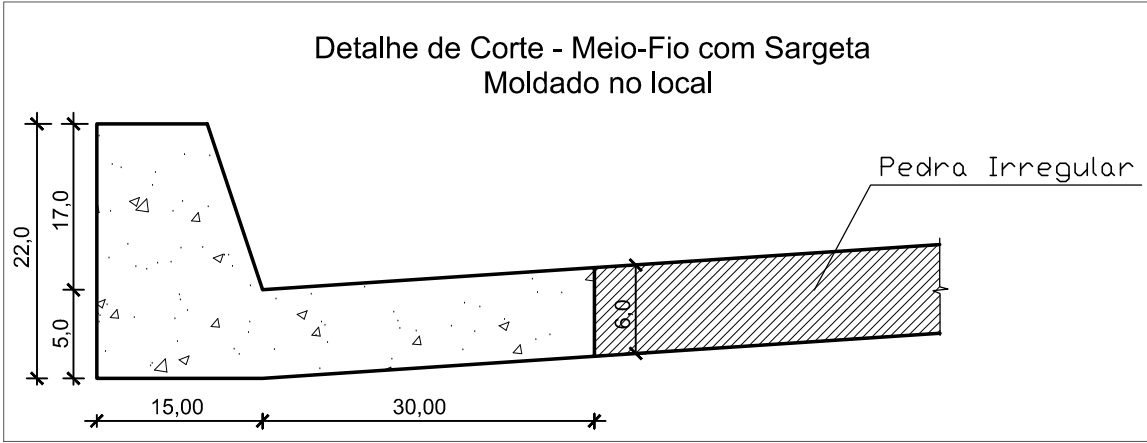 Detalhe de Corte - Meio-Fio com Sargeta
Moldado no local
Pedra Irregular
22,0
17,0
5,0
6,0
15,00
30,00